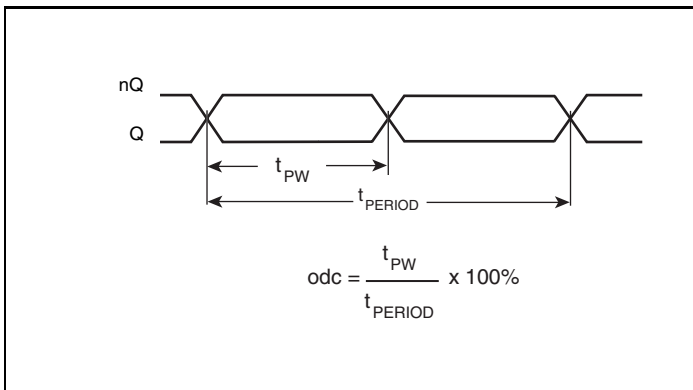 nQ
Q
tPW
tPERIOD
odc = tPW / tPERIOD x 100%